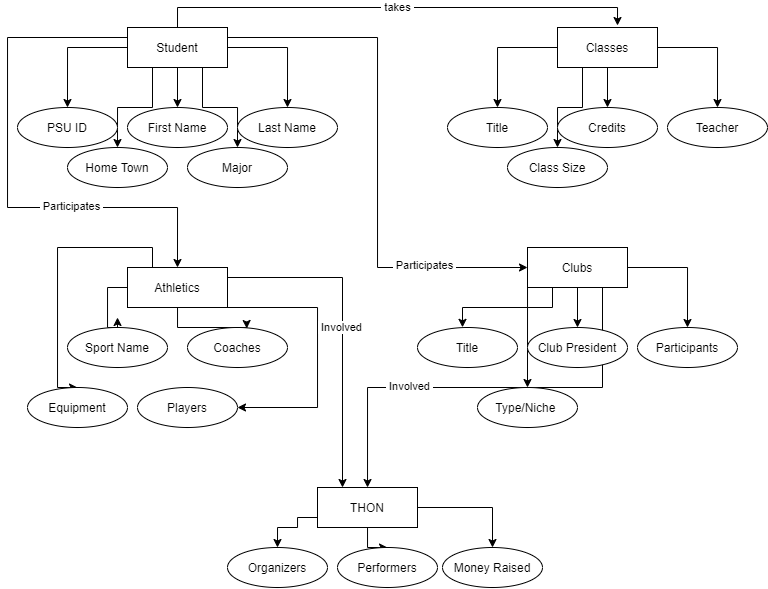 takes
Student
Classes
PSU ID
First Name
Last Name
Title
Credits
Teacher
Home Town
Major
Class Size
Participates
Participates
Athletics
Clubs
Involved
Sport Name
Coaches
Title
Club President
Participants
Involved
Equipment
Players
Type/Niche
THON
Organizers
Performers
Money Raised